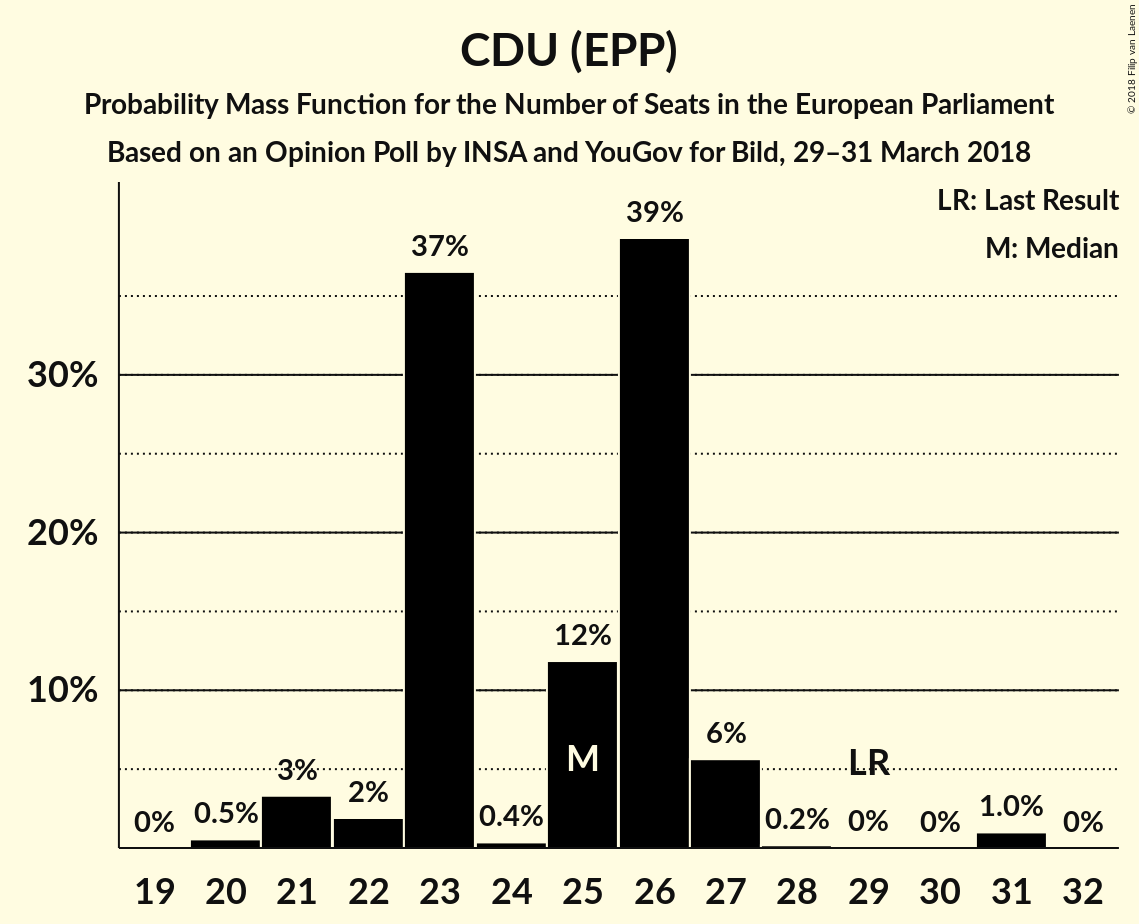 CDU (EPP)
Probability Mass Function for the Number of Seats in the European Parliament
Based on an Opinion Poll by INSA and YouGov for Bild, 29–31 March 2018
© 2018 Filip van Laenen
LR: Last Result
M: Median
39%
37%
30%
20%
12%
10%
6%
M
LR
3%
2%
0%
0.5%
0.4%
0.2%
0%
0%
1.0%
0%
19 20 21 22 23 24 25 26 27 28 29 30 31 32